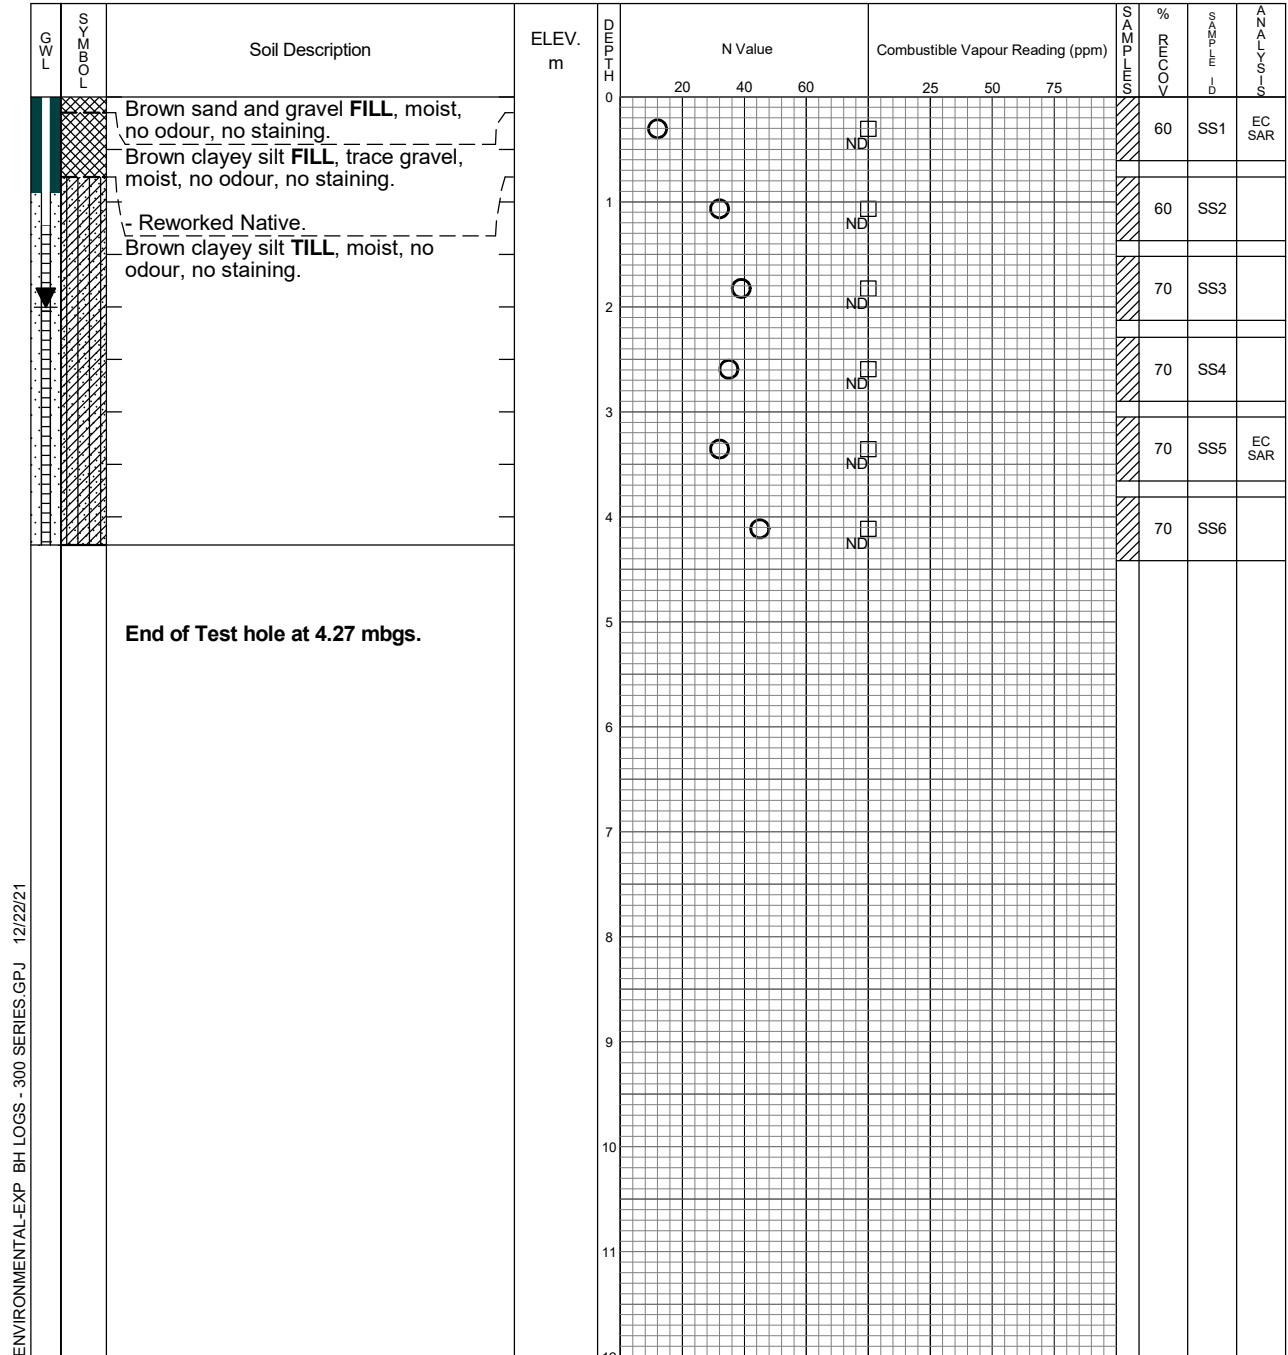 GWL
SYMBOL
Soil Description
ELEV.
m
DEPTH
N Value
Combustible Vapour Reading (ppm)
SAMPLES
% RECOV
SAMPLE ID
ANALYSIS
20 40 60 25 50 75
0
Brown sand and gravel FILL, moist,
no odour, no staining.
Brown clayey silt FILL, trace gravel,
moist, no odour, no staining.
- Reworked Native.
Brown clayey silt TILL, moist, no
odour, no staining.
ND
60 SS1 EC
SAR
1
ND
60 SS2
ND
70 SS3
2
ND
70 SS4
3
ND
70 SS5 EC
SAR
4
ND
70 SS6
End of Test hole at 4.27 mbgs.
5
6
7
8
9
10
11
ENVIRONMENTAL-EXP BH LOGS - 300 SERIES.GPJ 12/22/21